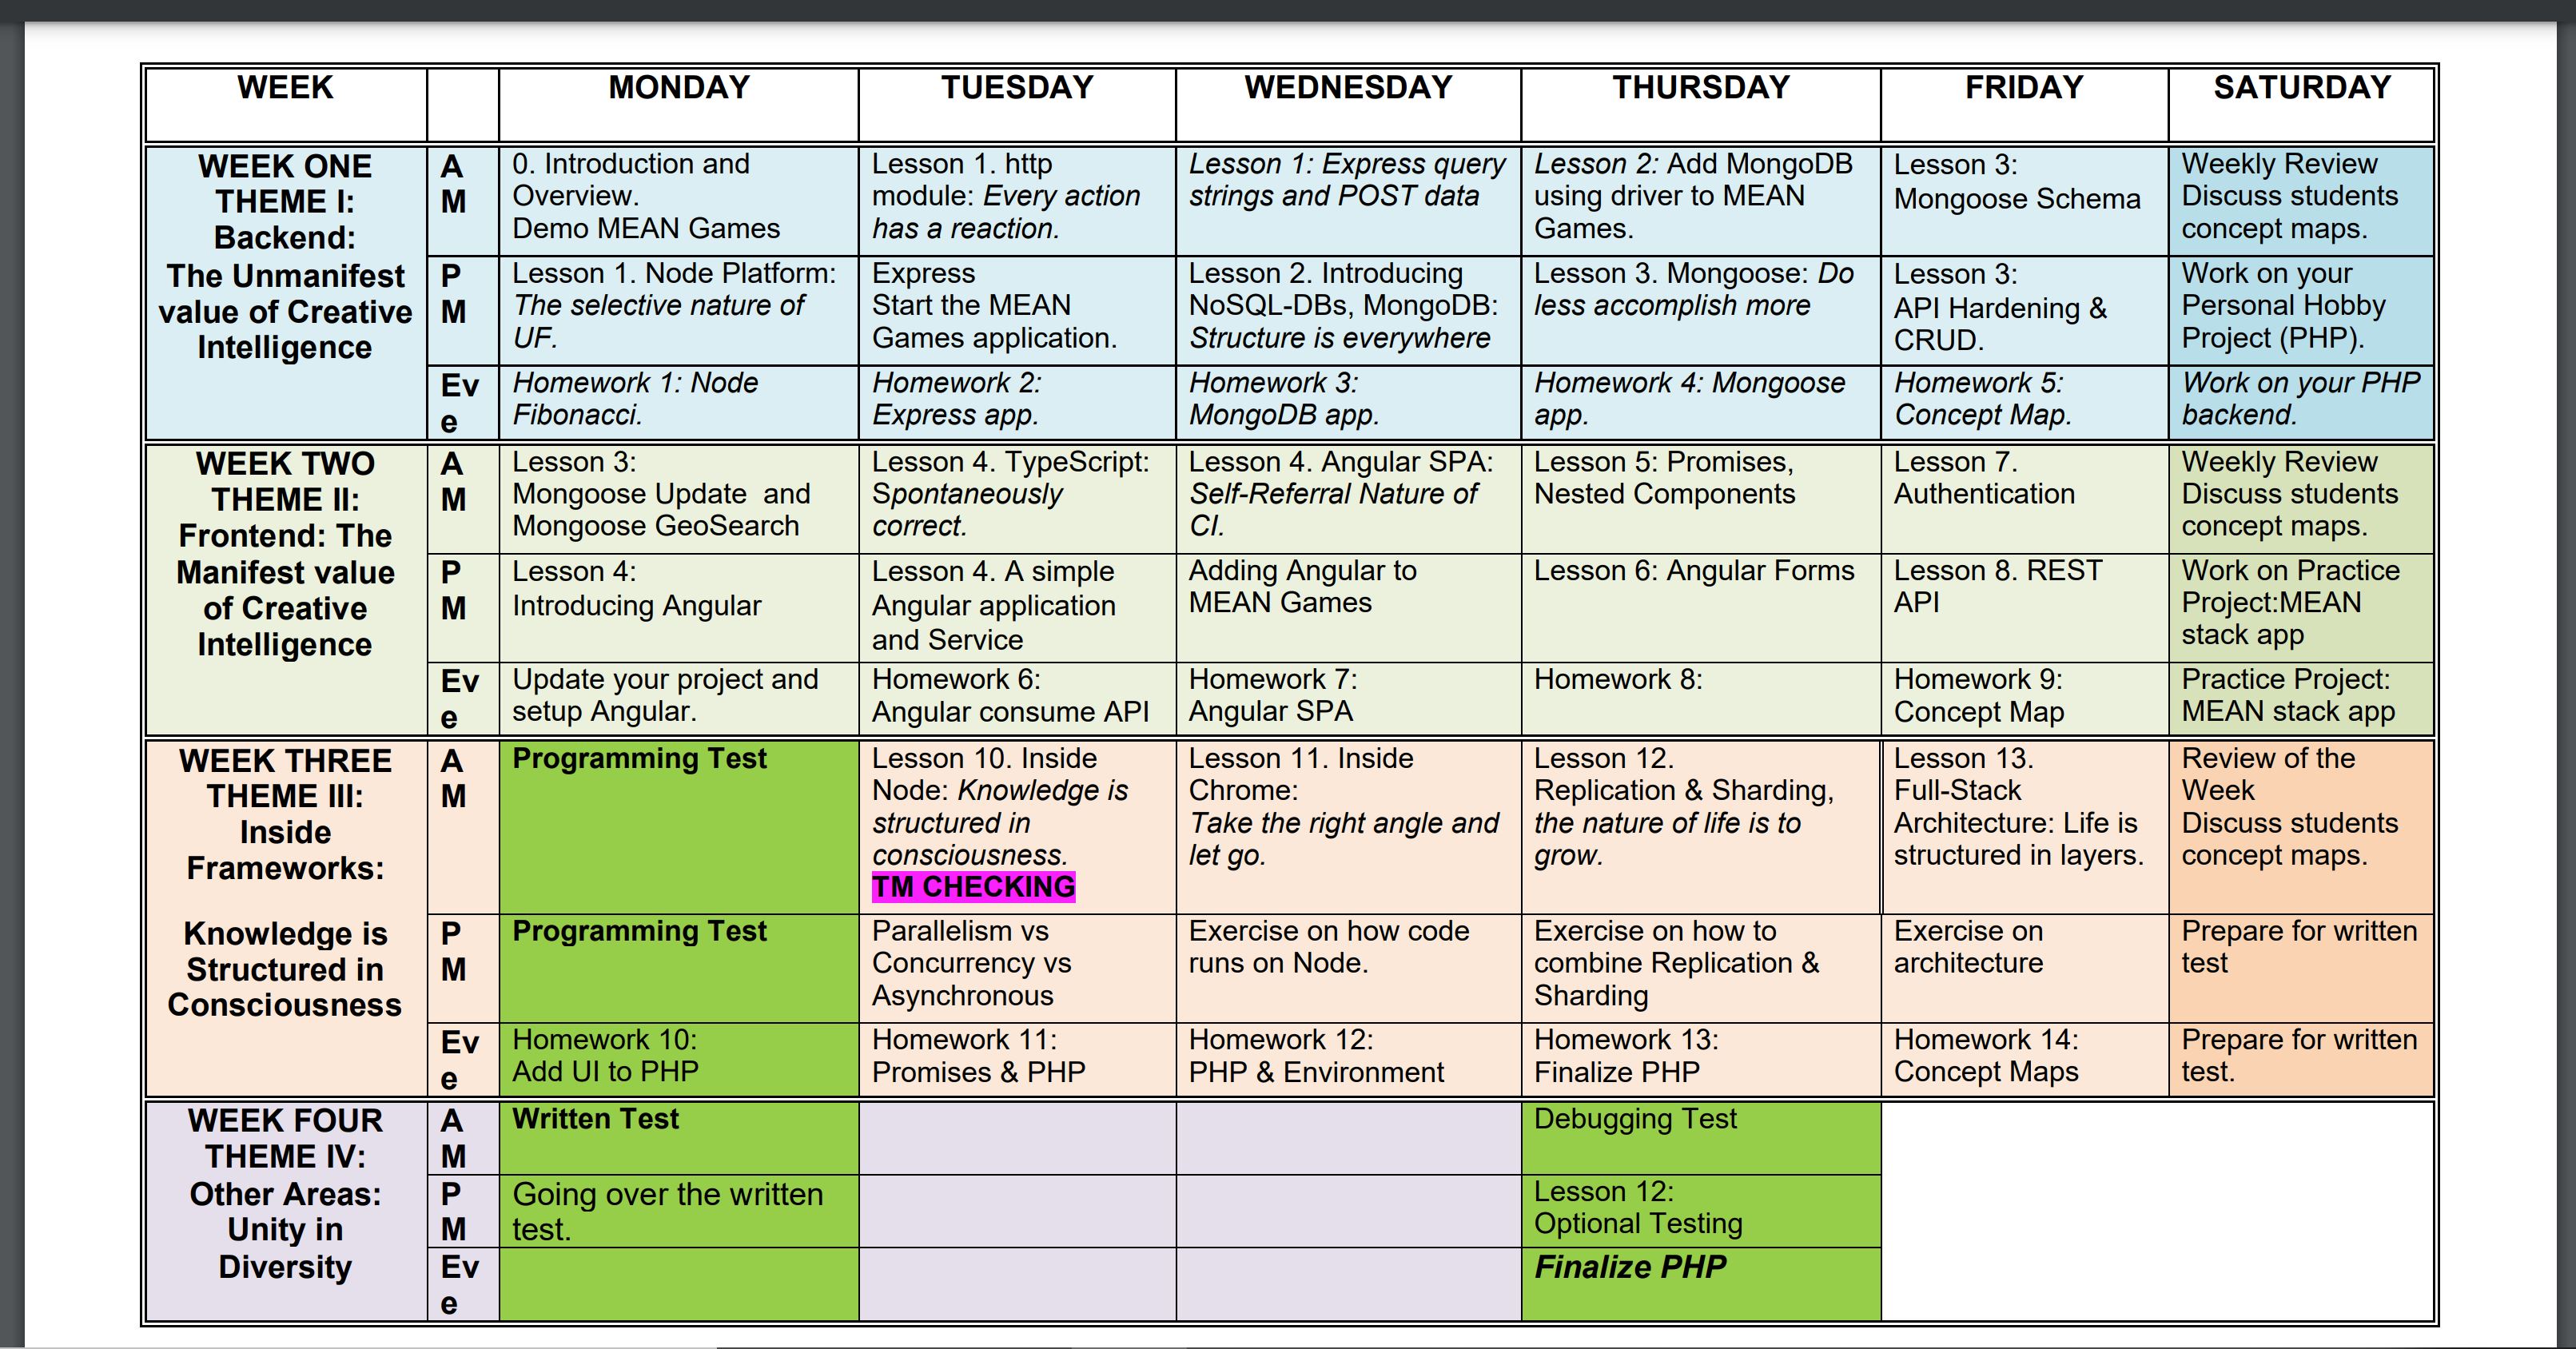 WEEK
MONDAY
TUESDAY
WEDNESDAY
THURSDAY
FRIDAY
SATURDAY
WEEK ONE
THEME I:
Backend:
The Unmanifest
value of Creative
Intelligence
A
M
0. Introduction and
Overview.
Demo MEAN Games
Lesson 1. http
module: Every action
has a reaction.
Lesson 1: Express query
strings and POST data
Lesson 2: Add MongoDB
using driver to MEAN
Games.
Lesson 3:
Mongoose Schema
Weekly Review
Discuss students
concept maps.
P
M
Lesson 1. Node Platform:
The selective nature of
UF.
Express
Start the MEAN
Games application.
Lesson 2. Introducing
NoSQL-DBs, MongoDB:
Structure is everywhere
Lesson 3. Mongoose: Do
less accomplish more
Lesson 3:
API Hardening &
CRUD.
Work on your
Personal Hobby
Project (PHP).
Ev
e
Homework 1: Node
Fibonacci.
Homework 2:
Express app.
Homework 3:
MongoDB app.
Homework 4: Mongoose
app.
Homework 5:
Concept Map.
Work on your PHP
backend.
WEEK TWO
THEME II:
Frontend: The
Manifest value
of Creative
Intelligence
A
M
Lesson 3:
Mongoose Update  and
Mongoose GeoSearch
Lesson 4. TypeScript:
Spontaneously
correct.
Lesson 4. Angular SPA:
Self-Referral Nature of
CI.
Lesson 5: Promises,
Nested Components
Lesson 7.
Authentication
Weekly Review
Discuss students
concept maps.
P
M
Lesson 4:
Introducing Angular
Lesson 4. A simple
Angular application
and Service
Adding Angular to
MEAN Games
Lesson 6: Angular Forms
Lesson 8. REST
API
Work on Practice
Project:MEAN
stack app
Ev
e
Update your project and
setup Angular.
Homework 6:
Angular consume API
Homework 7:
Angular SPA
Homework 8:
Homework 9:
Concept Map
Practice Project:
MEAN stack app
WEEK THREE
THEME III:
Inside
Frameworks:
Knowledge is
Structured in
Consciousness
A
M
Programming Test
Lesson 10. Inside
Node: Knowledge is
structured in
consciousness.
TM CHECKING
Lesson 11. Inside
Chrome:
Take the right angle and
let go.
Lesson 12.
Replication & Sharding,
the nature of life is to
grow.
Lesson 13.
Full-Stack
Architecture: Life is
structured in layers.
Review of the
Week
Discuss students
concept maps.
P
M
Programming Test
Parallelism vs
Concurrency vs
Asynchronous
Exercise on how code
runs on Node.
Exercise on how to
combine Replication &
Sharding
Exercise on
architecture
Prepare for written
test
Ev
e
Homework 10:
Add UI to PHP
Homework 11:
Promises & PHP
Homework 12:
PHP & Environment
Homework 13:
Finalize PHP
Homework 14:
Concept Maps
Prepare for written
test.
WEEK FOUR
THEME IV:
Other Areas:
Unity in
Diversity
A
M
Written Test
Debugging Test
P
M
Going over the written
test.
Lesson 12:
Optional Testing
Ev
e
Finalize PHP